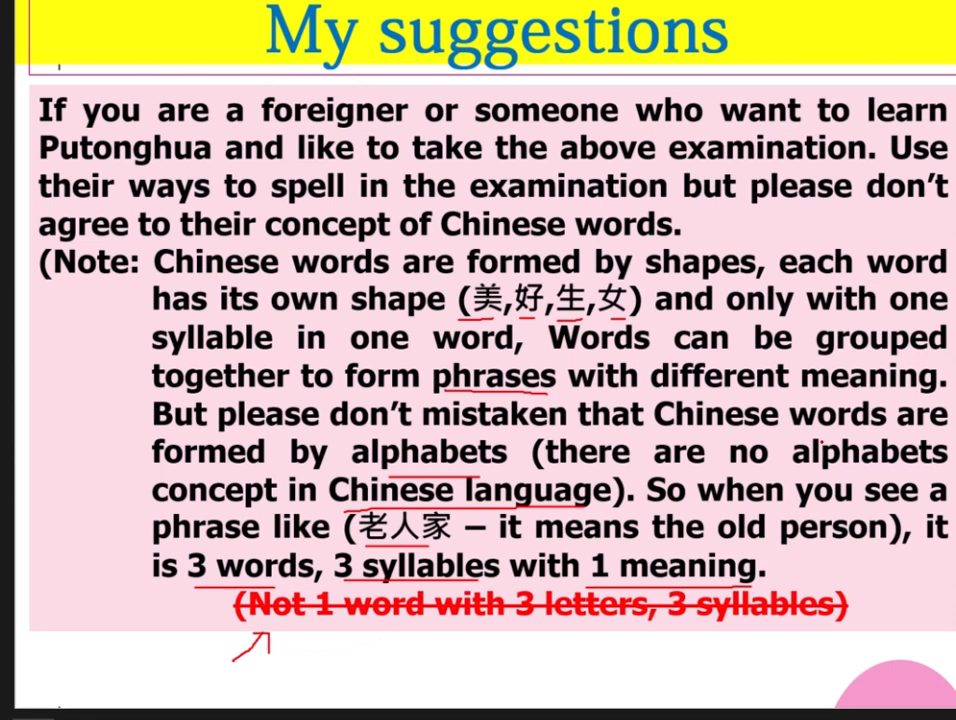 My suggestions
If you are a foreigner or someone who want to learn
Putonghua and like to take the above examination. Use
their ways to spell in the examination but please don’t
agree to their concept of Chinese words.
(Note: Chinese words are formed by shapes, each word
has its own shape (美,好,生,女) and only with one
syllable in one word, Words can be grouped
together to form phrases with different meaning.
But please don’t mistaken that Chinese words are
formed by alphabets (there are no alphabets
concept in Chinese language). So when you see a
phrase like (老人家 – it means the old person), it
is 3 words, 3 syllables with 1 meaning.
(Not 1 word with 3 letters, 3 syllables)